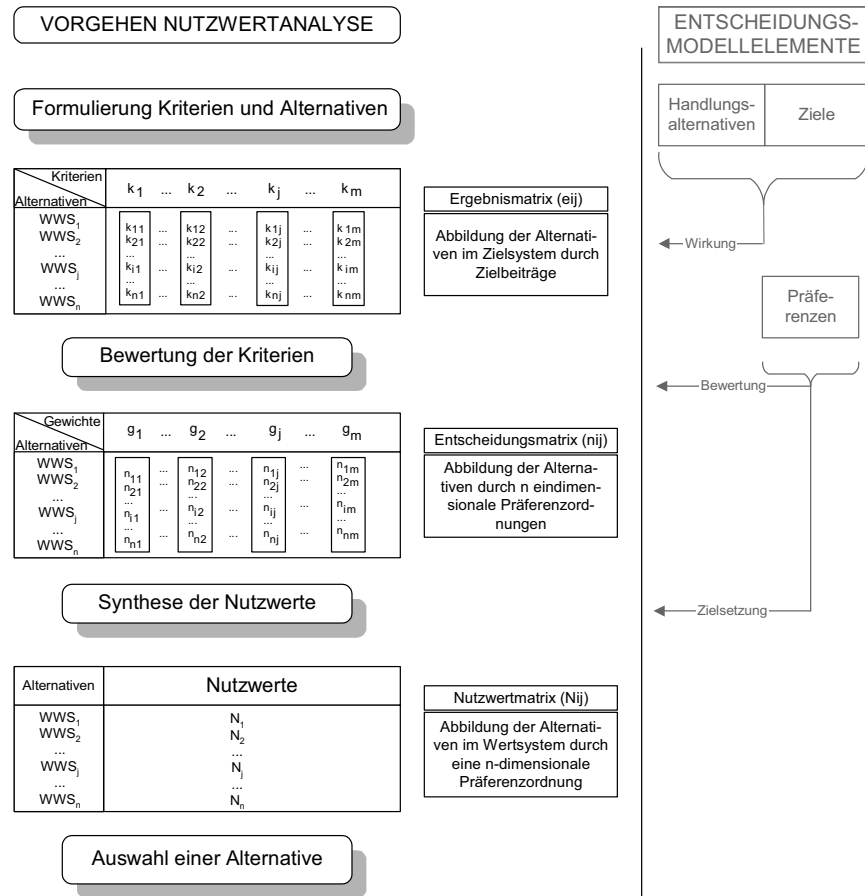 VORGEHEN NUTZWERTANALYSE
ENTSCHEIDUNGS-
MODELLELEMENTE
Formulierung Kriterien und Alternativen
Handlungs-
alternativen
Ziele
Kriterien
Alternativen
k1 ... k2 ... kj ... km
WWS1 k11 ... k12 ... k1j ... k1m
WWS2 k21 ... k22 ... k2j ... k2m
... ... ... ... ...
WWSj ki1 ... ki2 ... kij ... kim
... ... ... ... ...
WWSn kn1 ... kn2 ... knj ... knm
Ergebnismatrix (eij)
Abbildung der Alternati-
ven im Zielsystem durch
Zielbeiträge
Wirkung
Präfe-
renzen
Bewertung der Kriterien
Bewertung
Gewichte
Alternativen
g1 ... g2 ... gj ... gm
WWS1 n11 ... n12 ... n1j ... n1m
WWS2 n21 ... n22 ... n2j ... n2m
... ... ... ... ...
WWSj ni1 ... ni2 ... nij ... nim
... ... ... ... ...
WWSn nn1 ... nn2 ... nnj ... nnm
Entscheidungsmatrix (nij)
Abbildung der Alterna-
tiven durch n eindimen-
sionale Präferenzord-
nungen
Synthese der Nutzwerte
Zielsetzung
Alternativen Nutzwerte
WWS1 N1
WWS2 N2
... ...
WWSj Nj
... ...
WWSn Nn
Nutzwertmatrix (Nij)
Abbildung der Alternati-
ven im Wertsystem durch
eine n-dimensionale
Präferenzordnung
Auswahl einer Alternative